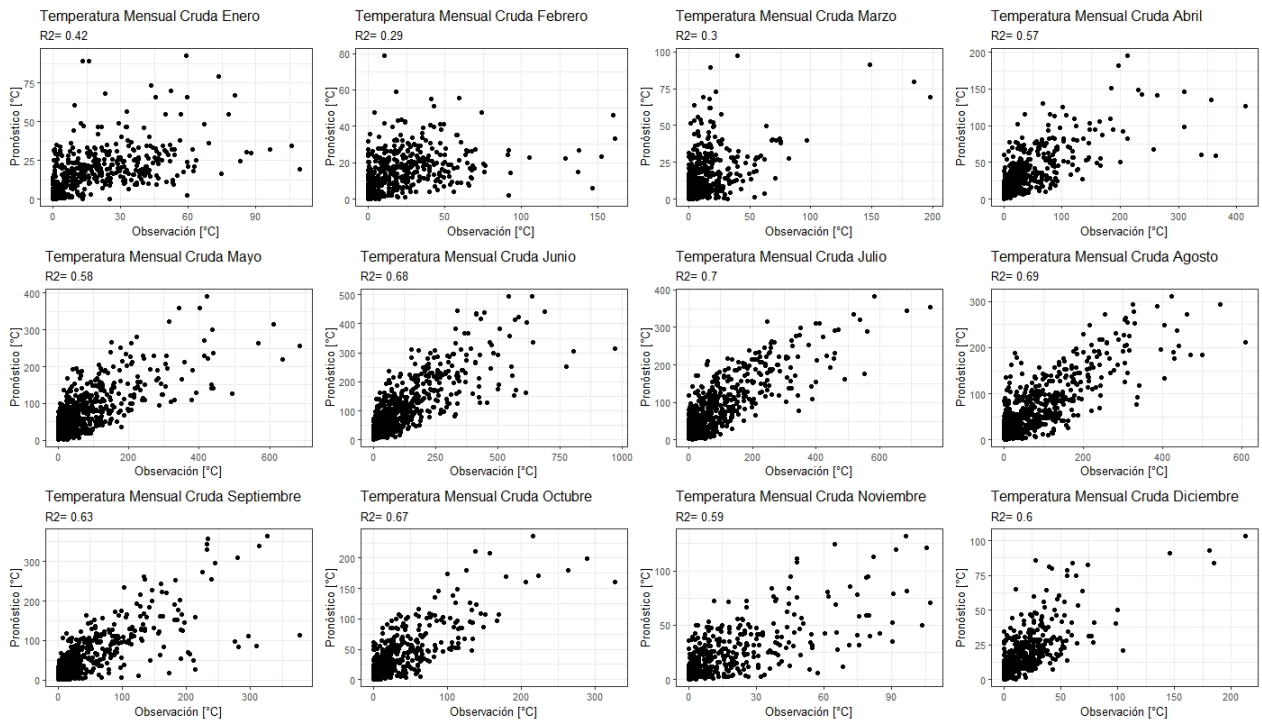 Temperatura Mensual Cruda Enero
R2= 0.42
Pronóstico [°C]
75
50
25
0
0 30 60 90
Observación [°C]
Temperatura Mensual Cruda Febrero
R2= 0.29
Pronóstico [°C]
80
60
40
20
0
0 50 100 150
Observación [°C]
Temperatura Mensual Cruda Marzo
R2= 0.3
Pronóstico [°C]
100
75
50
25
0
0 50 100 150 200
Observación [°C]
Temperatura Mensual Cruda Abril
R2= 0.57
Pronóstico [°C]
200
150
100
50
0
0 100 200 300 400
Observación [°C]
Temperatura Mensual Cruda Mayo
R2= 0.58
Pronóstico [°C]
400
300
200
100
0
0 200 400 600
Observación [°C]
Temperatura Mensual Cruda Junio
R2= 0.68
Pronóstico [°C]
500
400
300
200
100
0
0 250 500 750 1000
Observación [°C]
Temperatura Mensual Cruda Julio
R2= 0.7
Pronóstico [°C]
400
300
200
100
0
0 200 400 600 800
Observación [°C]
Temperatura Mensual Cruda Agosto
R2= 0.69
Pronóstico [°C]
300
200
100
0
0 200 400 600
Observación [°C]
Temperatura Mensual Cruda Septiembre
R2= 0.63
Pronóstico [°C]
300
200
100
0
0 100 200 300
Observación [°C]
Temperatura Mensual Cruda Octubre
R2= 0.67
Pronóstico [°C]
200
150
100
50
0
0 100 200 300
Observación [°C]
Temperatura Mensual Cruda Noviembre
R2= 0.59
Pronóstico [°C]
100
50
0
0 30 60 90
Observación [°C]
Temperatura Mensual Cruda Diciembre
R2= 0.6
Pronóstico [°C]
100
75
50
25
0
0 50 100 150 200
Observación [°C]